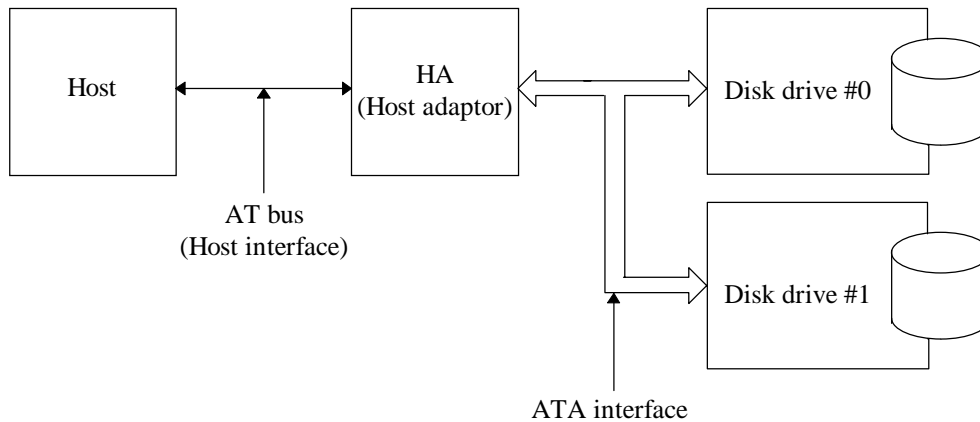 Host
HA
(Host adaptor)
Disk drive #0
AT bus
(Host interface)
Disk drive #1
ATA interface